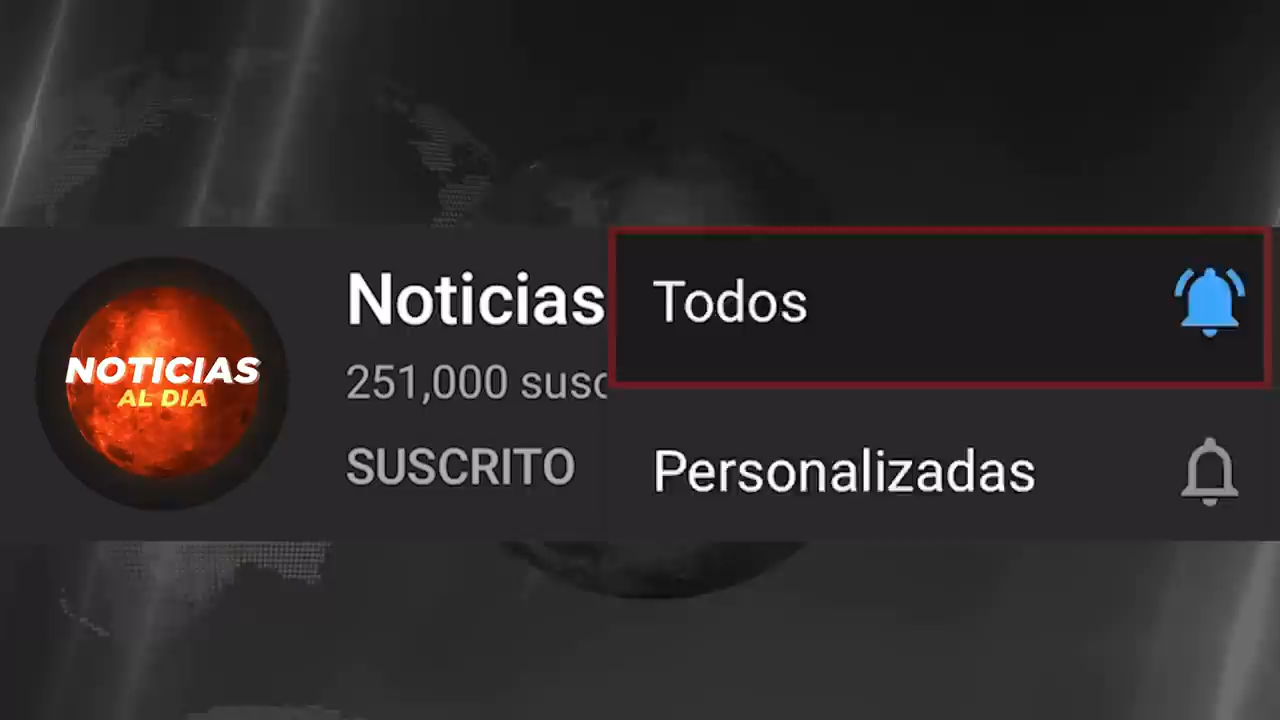 NOTICIAS
AL DIA
Noticias
251,000 susc
SUSCRITO
Todos
Personalizadas